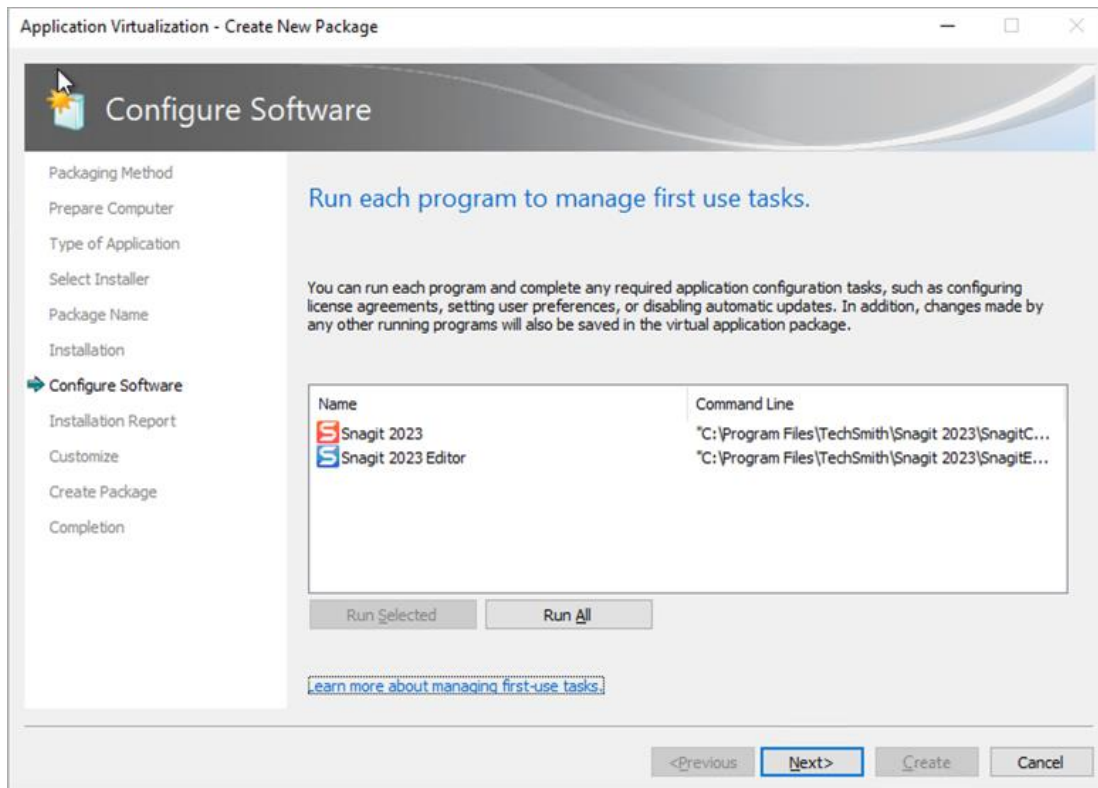 Application Virtualization - Create New Package
Configure Software
Packaging Method
Prepare Computer
Type of Application
Select Installer
Package Name
Installation
Configure Software
Installation Report
Customize
Create Package
Completion
Run each program to manage first use tasks.
You can run each program and complete any required application configuration tasks, such as configuring
license agreements, setting user preferences, or disabling automatic updates. In addition, changes made by
any other running programs will also be saved in the virtual application package.
Name Command Line
Snagit 2023 "C:\Program Files\TechSmith\Snagit 2023\SnagitC...
Snagit 2023 Editor "C:\Program Files\TechSmith\Snagit 2023\SnagitE...
Run Selected Run All
Learn more about managing first-use tasks.
<Previous Next> Create Cancel